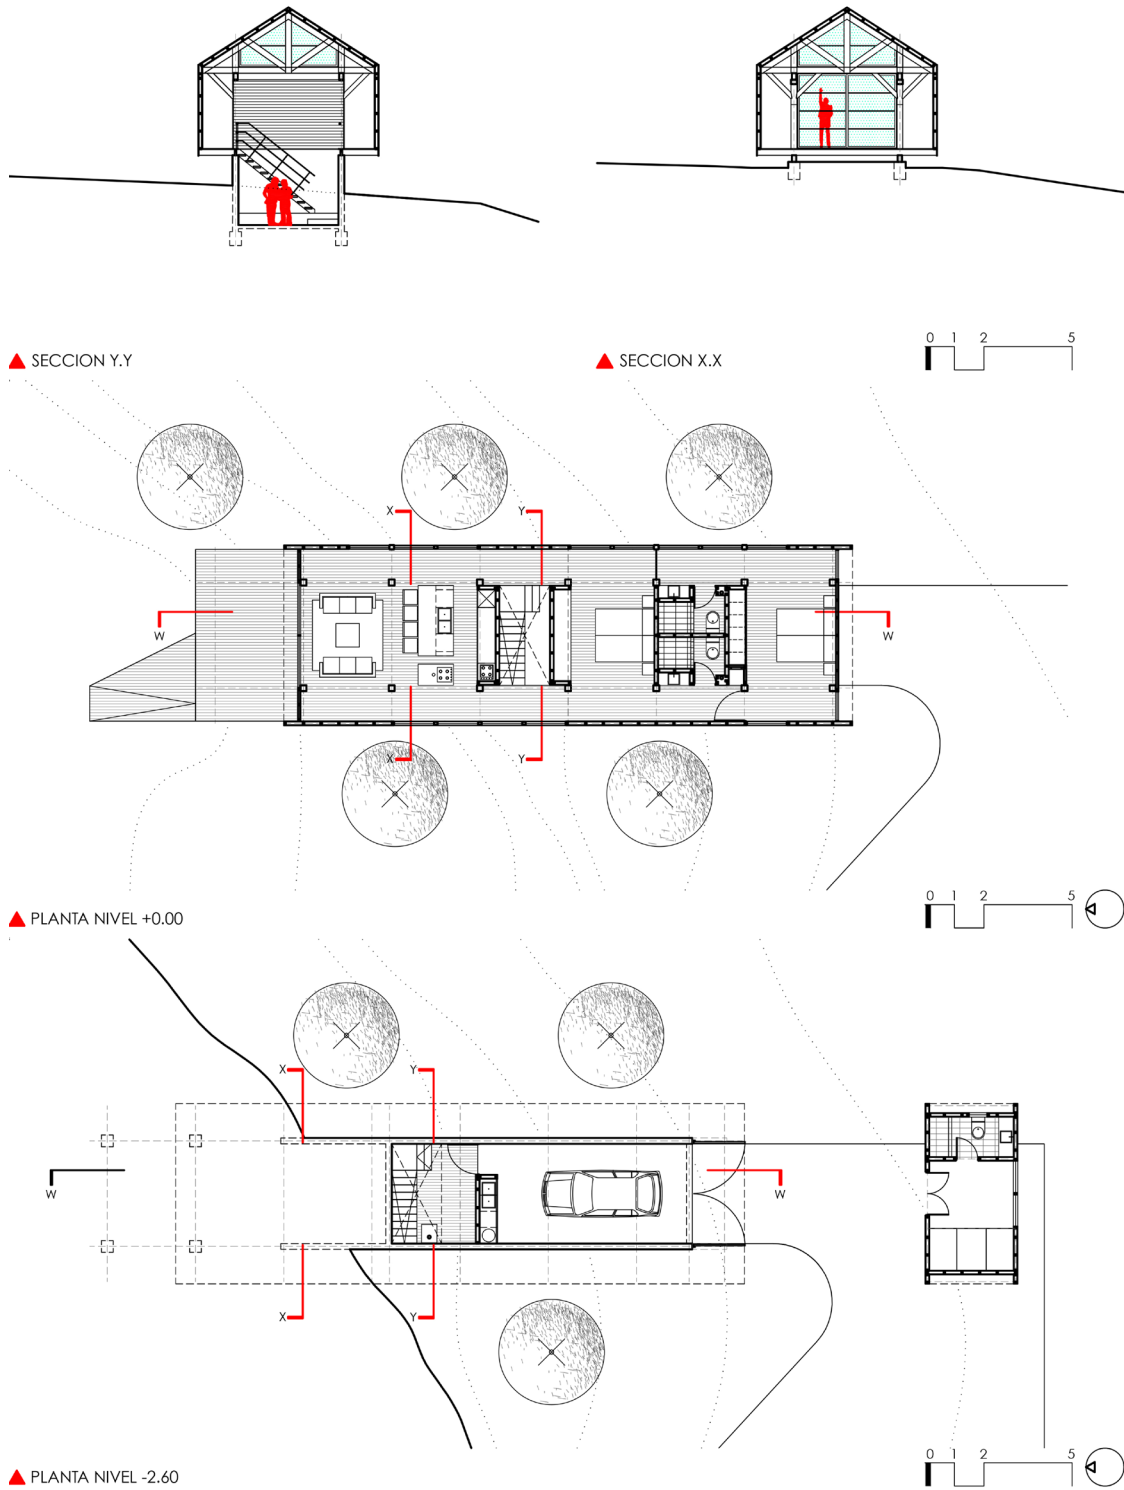 SECCION Y.Y
SECCION X.X
0 1 2 5
X
Y
W
W
X
Y
PLANTA NIVEL +0.00
0 1 2 5
X
Y
W
W
X
Y
PLANTA NIVEL -2.60
0 1 2 5